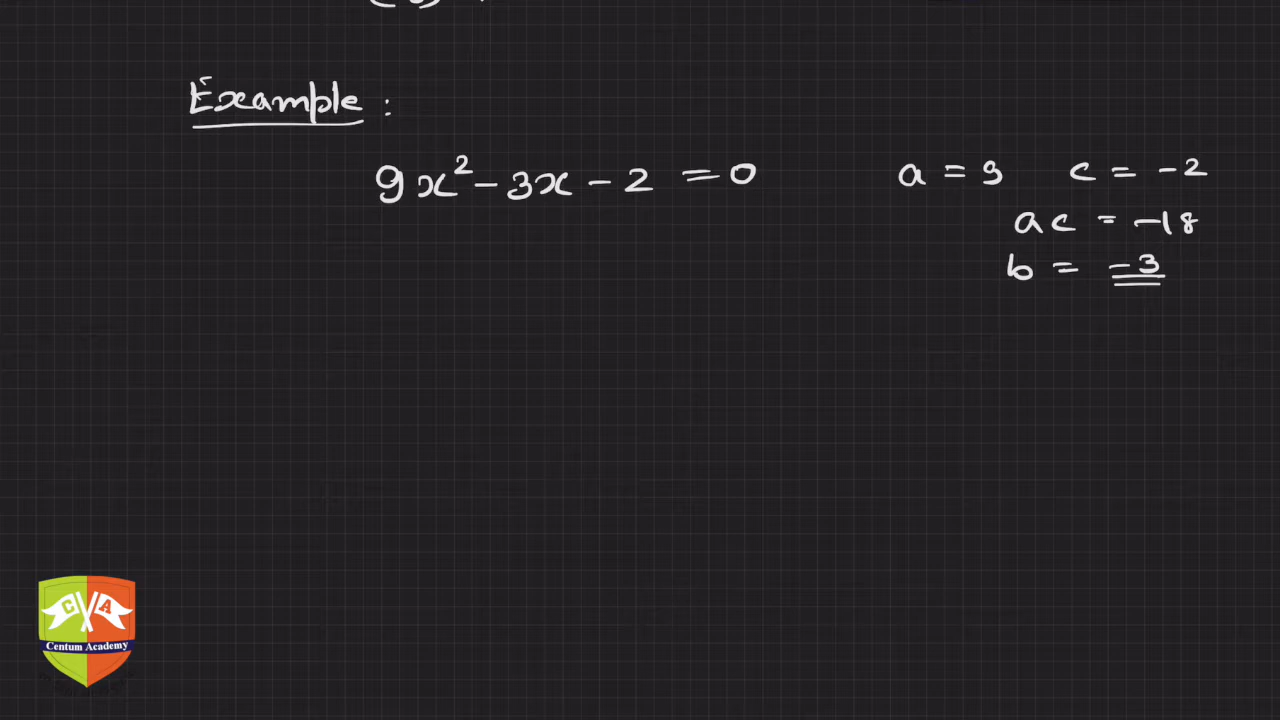 Example :
9x² - 3x - 2 = 0
a = 9 c = -2
ac = -18
b = -3
C A
Centum Academy